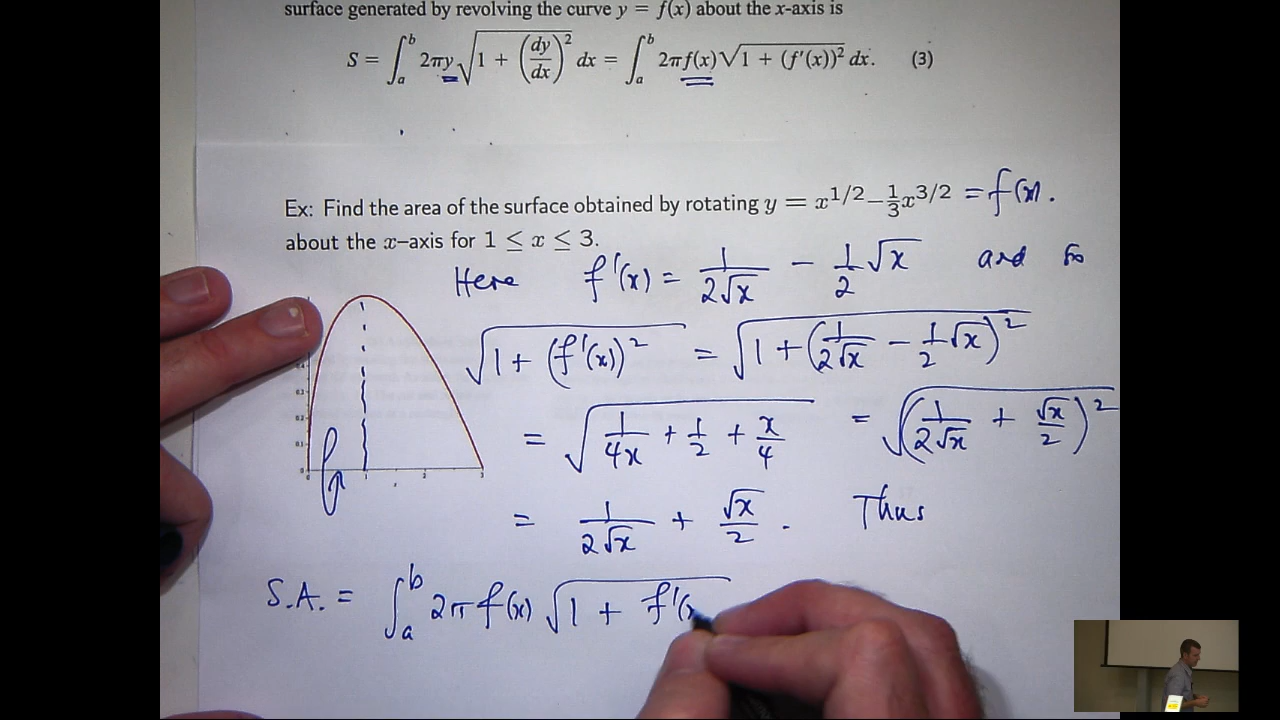 surface generated by revolving the curve y = f(x) about the x-axis is
S = ∫_a^b 2πy √(1 + (dy/dx)²) dx = ∫_a^b 2πf(x)√(1 + (f'(x))²) dx. (3)
Ex: Find the area of the surface obtained by rotating y = x^{1/2} − 1/3 x^{3/2} = f(x).
about the x–axis for 1 ≤ x ≤ 3.
Here f'(x) = 1/(2√x) − 1/2 √x and so
√(1 + (f'(x))²) = √(1 + (1/(2√x) − 1/2 √x)²)
= √(1/(4x) + 1/2 + x/4) = √((1/(2√x) + √x/2)²)
= 1/(2√x) + √x/2 . Thus
S.A. = ∫_a^b 2π f(x) √(1 + f'(x